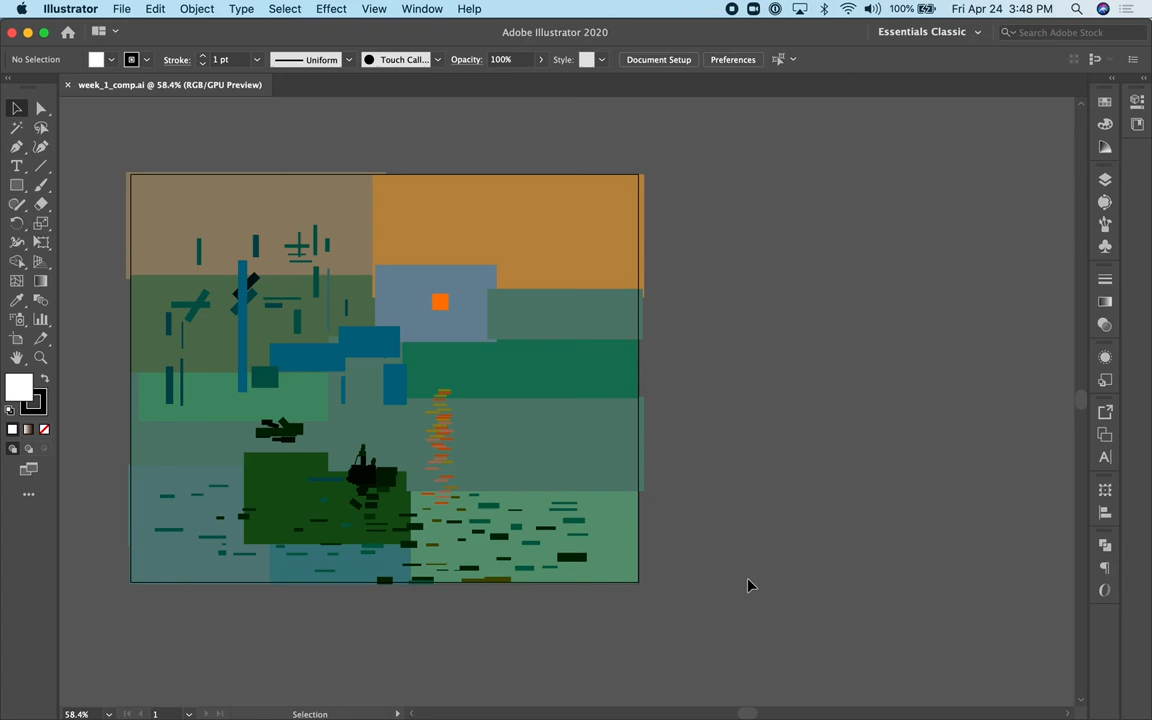 Illustrator File Edit Object Type Select Effect View Window Help 100% Fri Apr 24 3:48 PM
Adobe Illustrator 2020 Essentials Classic Search Adobe Stock
No Selection Stroke: 1 pt Uniform Touch Call... Opacity: 100% Style: Document Setup Preferences
week_1_comp.ai @ 58.4% (RGB/GPU Preview)
58.4% 1 Selection